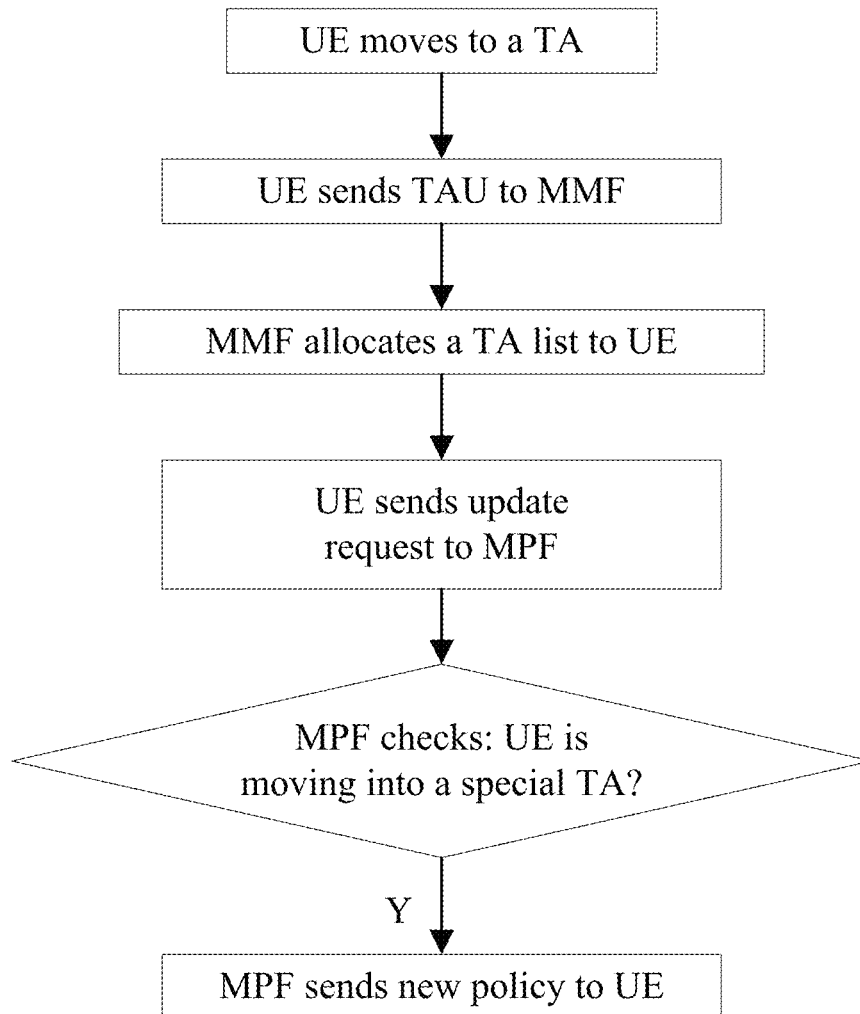 UE moves to a TA
UE sends TAU to MMF
MMF allocates a TA list to UE
UE sends update
request to MPF
MPF checks: UE is
moving into a special TA?
Y
MPF sends new policy to UE